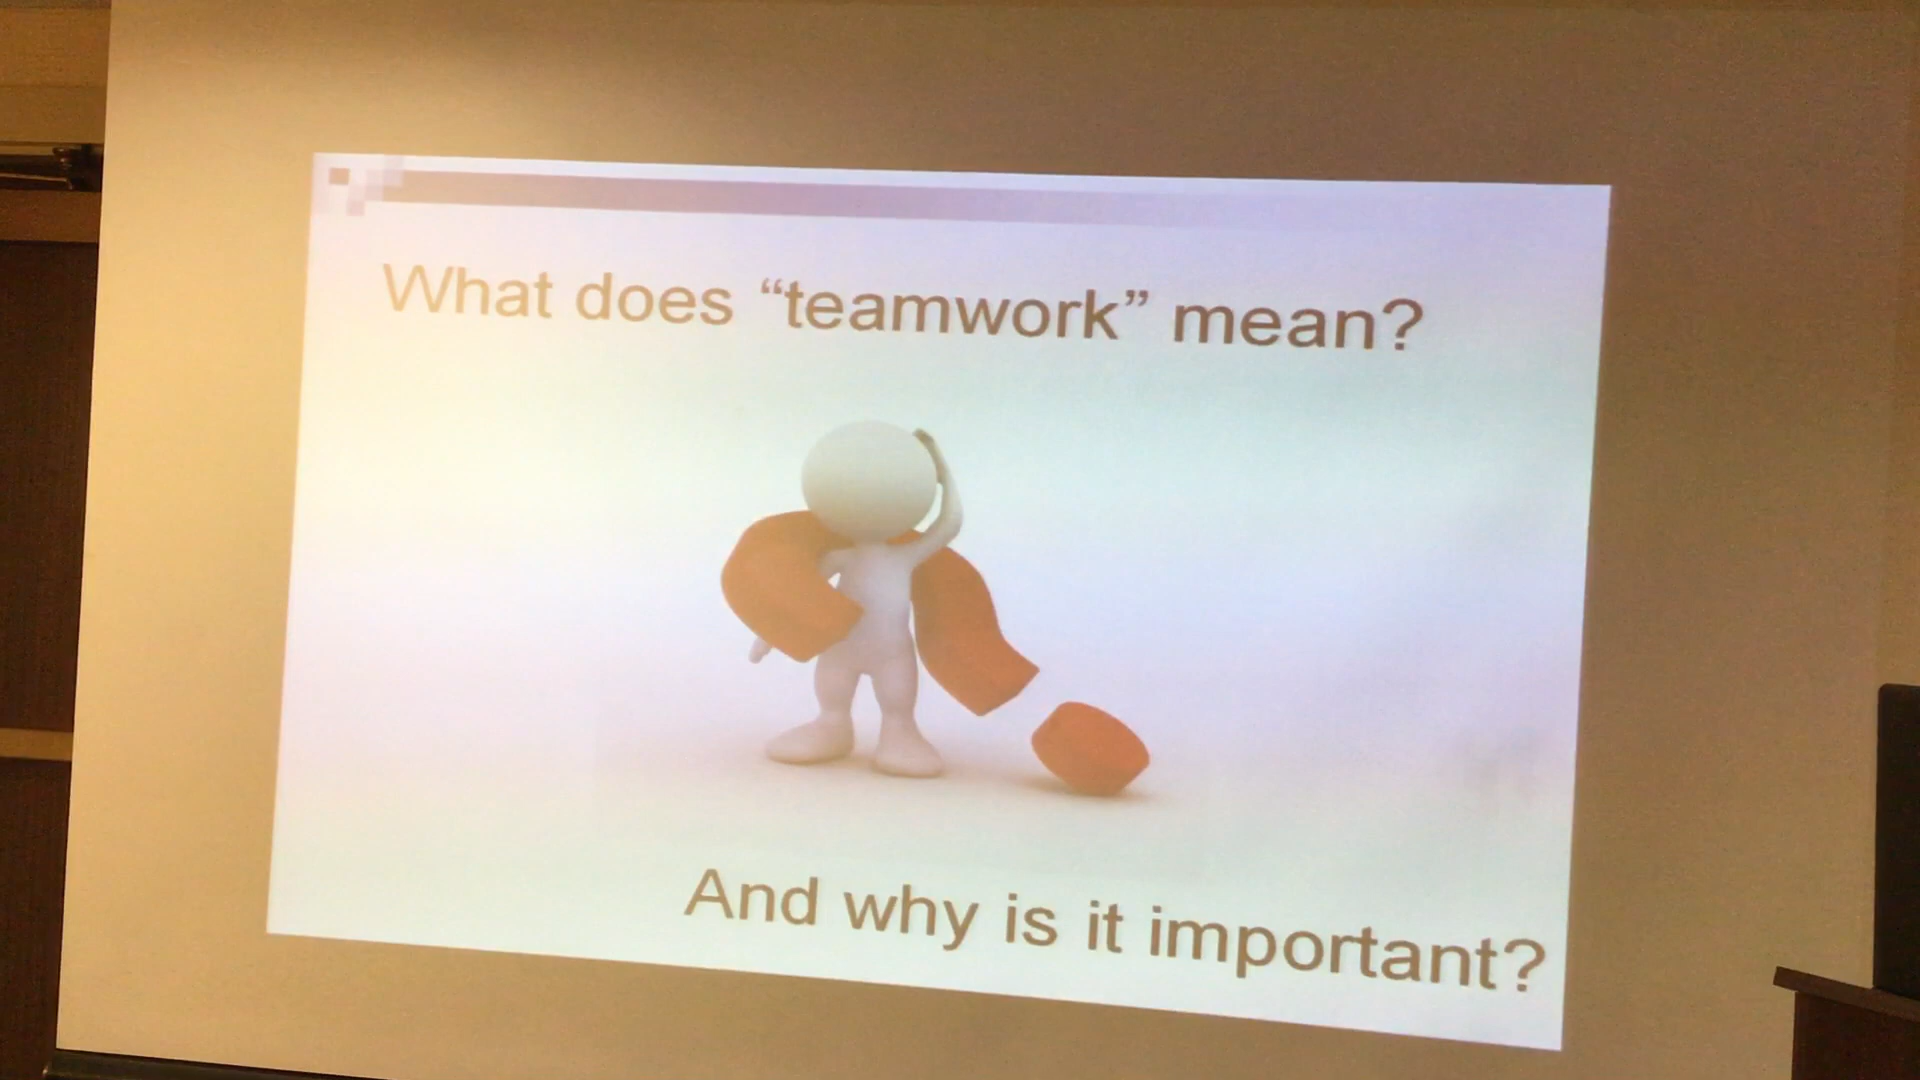 What does “teamwork” mean?
And why is it important?